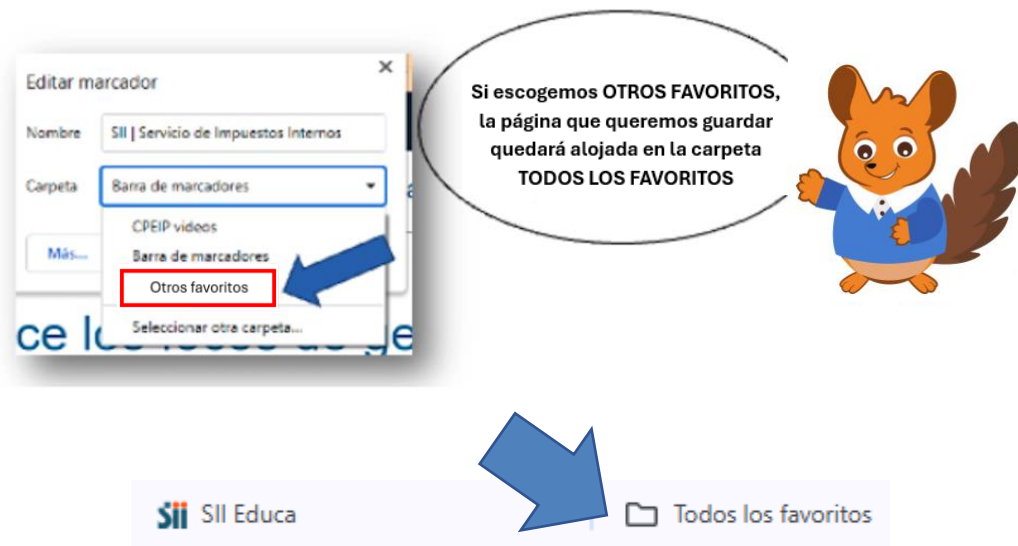 Editar marcador
Nombre SII | Servicio de Impuestos Internos
Carpeta Barra de marcadores
CPEIP videos
Más... Barra de marcadores
Otros favoritos
Seleccionar otra carpeta...
Si escogemos OTROS FAVORITOS,
la página que queremos guardar
quedará alojada en la carpeta
TODOS LOS FAVORITOS
Sii SII Educa
Todos los favoritos